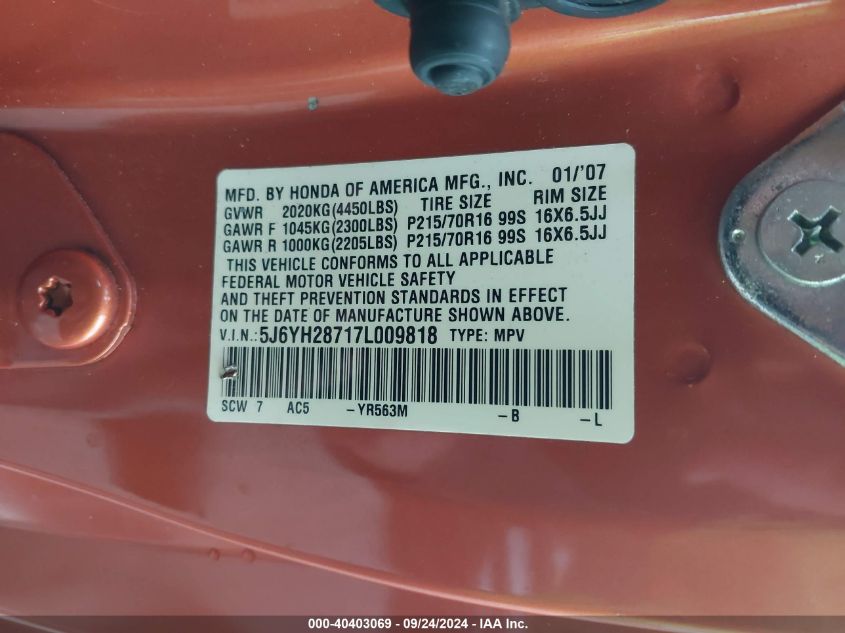 MFD. BY HONDA OF AMERICA MFG., INC. 01/'07
GVWR 2020KG(4450LBS) TIRE SIZE RIM SIZE
GAWR F 1045KG(2300LBS) P215/70R16 99S 16X6.5JJ
GAWR R 1000KG(2205LBS) P215/70R16 99S 16X6.5JJ
THIS VEHICLE CONFORMS TO ALL APPLICABLE
FEDERAL MOTOR VEHICLE SAFETY
AND THEFT PREVENTION STANDARDS IN EFFECT
ON THE DATE OF MANUFACTURE SHOWN ABOVE.
V.I.N.:5J6YH28717L009818 TYPE: MPV
SCW 7 AC5 -YR563M -B -L
000-40403069 - 09/24/2024 - IAA Inc.